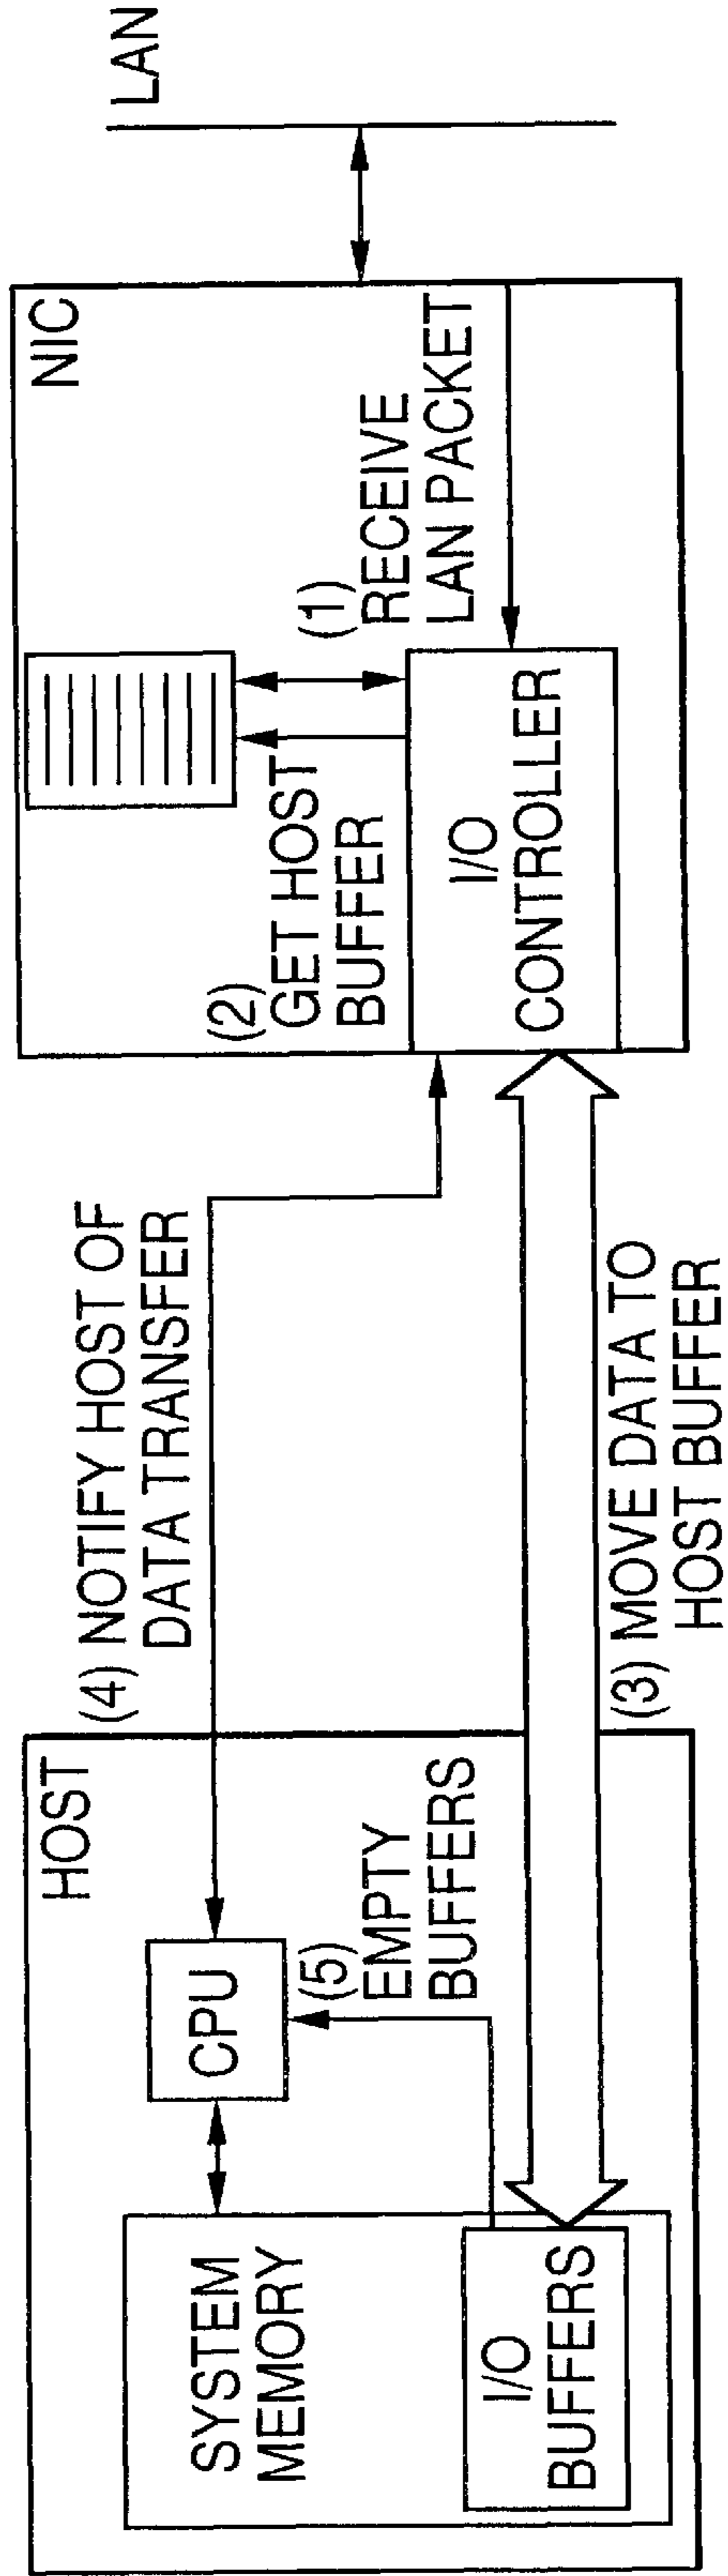 HOST
SYSTEM
MEMORY
I/O
BUFFERS
CPU
(5)
EMPTY
BUFFERS
(4) NOTIFY HOST OF
DATA TRANSFER
(3) MOVE DATA TO
HOST BUFFER
NIC
(2)
GET HOST
BUFFER
(1)
RECEIVE
LAN PACKET
I/O
CONTROLLER
LAN